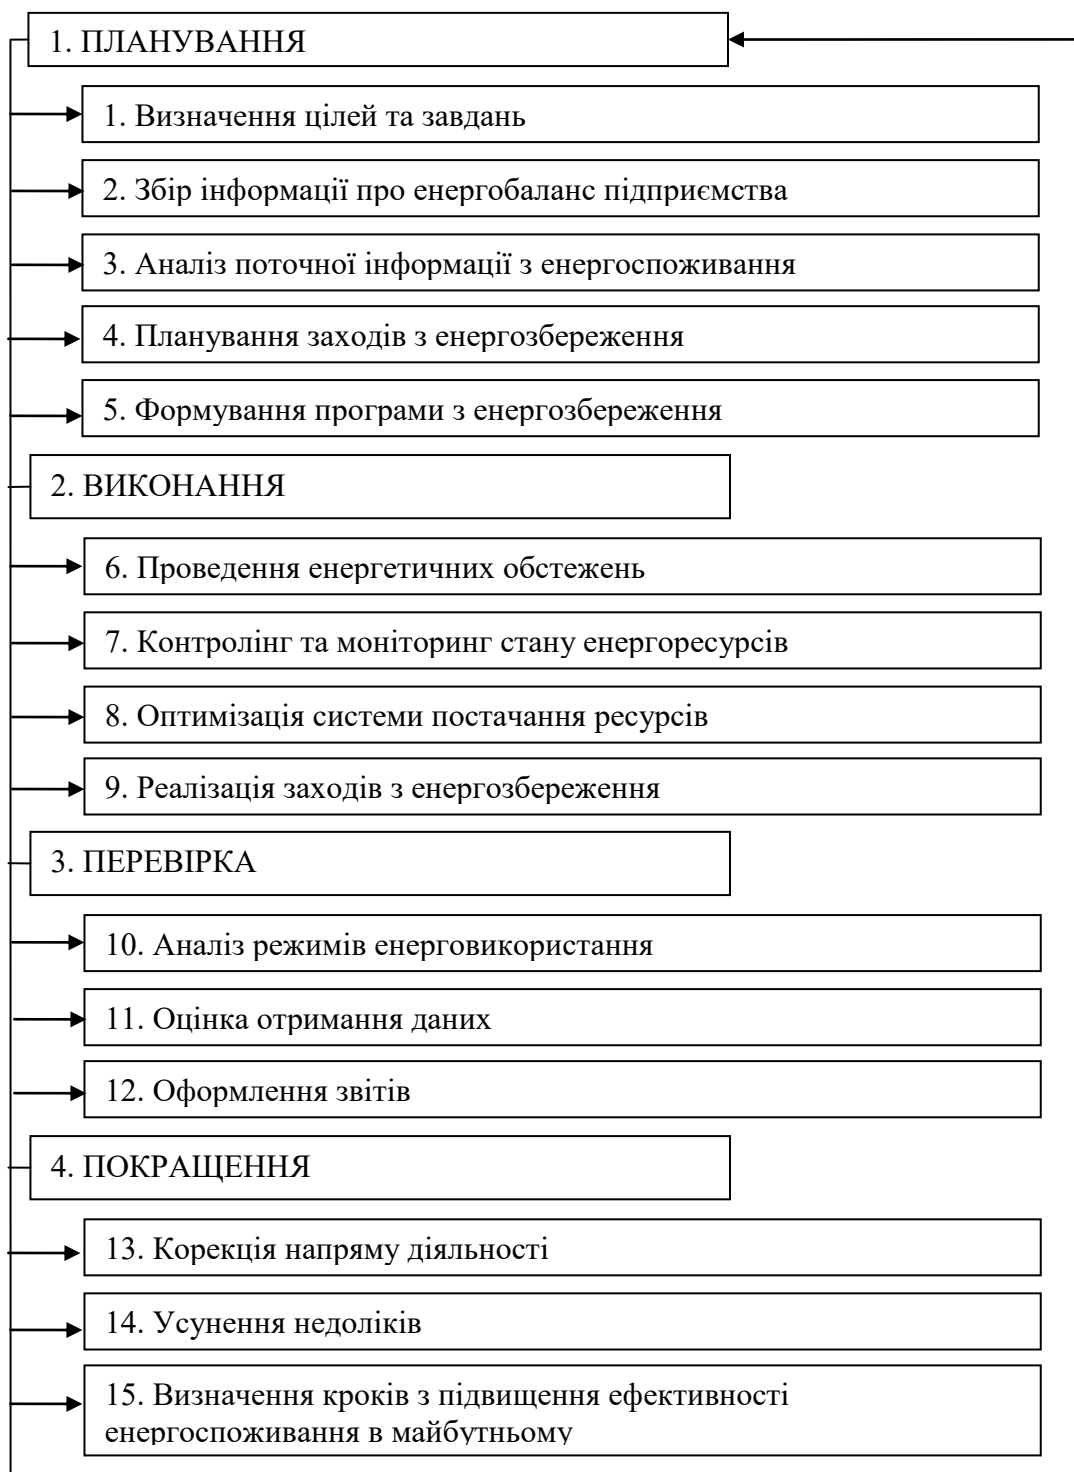 1. ПЛАНУВАННЯ
1. Визначення цілей та завдань
2. Збір інформації про енергобаланс підприємства
3. Аналіз поточної інформації з енергоспоживання
4. Планування заходів з енергозбереження
5. Формування програми з енергозбереження
2. ВИКОНАННЯ
6. Проведення енергетичних обстежень
7. Контролінг та моніторинг стану енергоресурсів
8. Оптимізація системи постачання ресурсів
9. Реалізація заходів з енергозбереження
3. ПЕРЕВІРКА
10. Аналіз режимів енерговикористання
11. Оцінка отримання даних
12. Оформлення звітів
4. ПОКРАЩЕННЯ
13. Корекція напряму діяльності
14. Усунення недоліків
15. Визначення кроків з підвищення ефективності
енергоспоживання в майбутньому